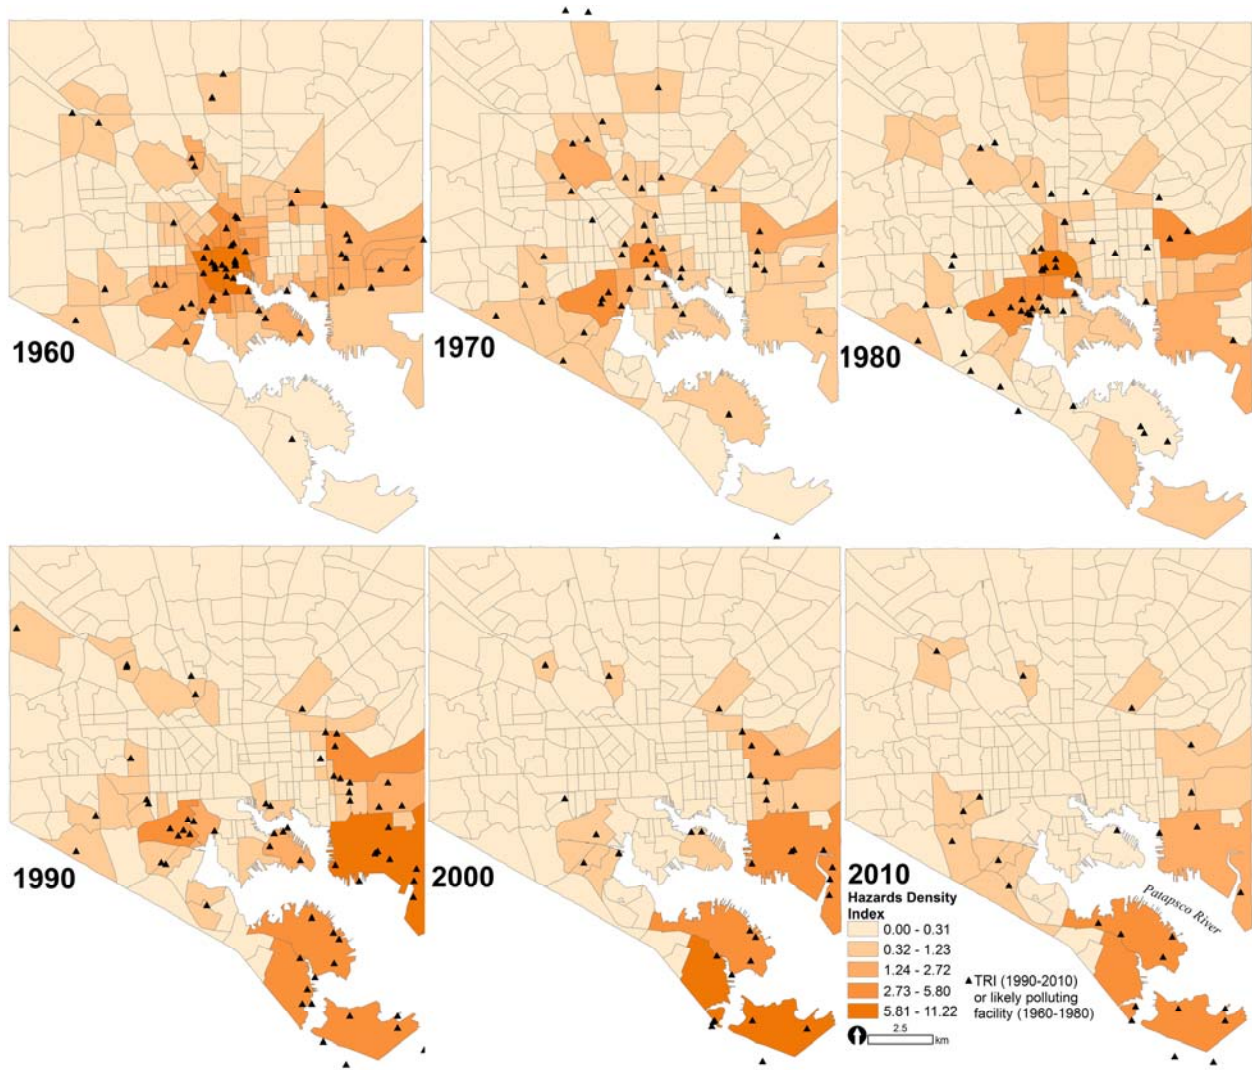 1960
1970
1980
1990
2000
2010
Patapsco River
Hazards Density
Index
0.00 - 0.31
0.32 - 1.23
1.24 - 2.72
2.73 - 5.80
5.81 - 11.22
TRI (1990-2010)
or likely polluting
facility (1960-1980)
2.5
km